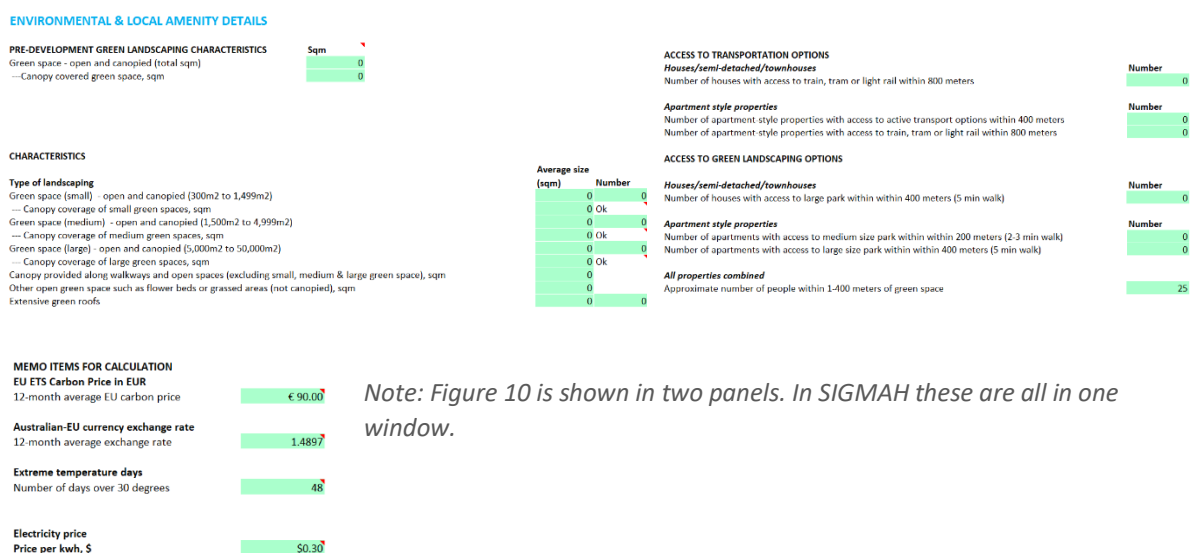 ENVIRONMENTAL & LOCAL AMENITY DETAILS
PRE-DEVELOPMENT GREEN LANDSCAPING CHARACTERISTICS Sqm
Green space - open and canopied (total sqm) 0
---Canopy covered green space, sqm 0
CHARACTERISTICS
Average size
Type of landscaping (sqm) Number
Green space (small) - open and canopied (300m2 to 1,499m2) 0 0
--- Canopy coverage of small green spaces, sqm 0 Ok
Green space (medium) - open and canopied (1,500m2 to 4,999m2) 0 0
--- Canopy coverage of medium green spaces, sqm 0 Ok
Green space (large) - open and canopied (5,000m2 to 50,000m2) 0 0
--- Canopy coverage of large green spaces, sqm 0 Ok
Canopy provided along walkways and open spaces (excluding small, medium & large green space), sqm 0
Other open green space such as flower beds or grassed areas (not canopied), sqm 0
Extensive green roofs 0 0
ACCESS TO TRANSPORTATION OPTIONS
Houses/semi-detached/townhouses Number
Number of houses with access to train, tram or light rail within 800 meters 0
Apartment style properties Number
Number of apartment-style properties with access to active transport options within 400 meters 0
Number of apartment-style properties with access to train, tram or light rail within 800 meters 0
ACCESS TO GREEN LANDSCAPING OPTIONS
Houses/semi-detached/townhouses Number
Number of houses with access to large park within within 400 meters (5 min walk) 0
Apartment style properties Number
Number of apartments with access to medium size park within within 200 meters (2-3 min walk) 0
Number of apartments with access to large size park within within 400 meters (5 min walk) 0
All properties combined
Approximate number of people within 1-400 meters of green space 25
MEMO ITEMS FOR CALCULATION
EU ETS Carbon Price in EUR
12-month average EU carbon price € 90.00
Australian-EU currency exchange rate
12-month average exchange rate 1.4897
Extreme temperature days
Number of days over 30 degrees 48
Electricity price
Price per kwh, $ $0.30
Note: Figure 10 is shown in two panels. In SIGMAH these are all in one
window.